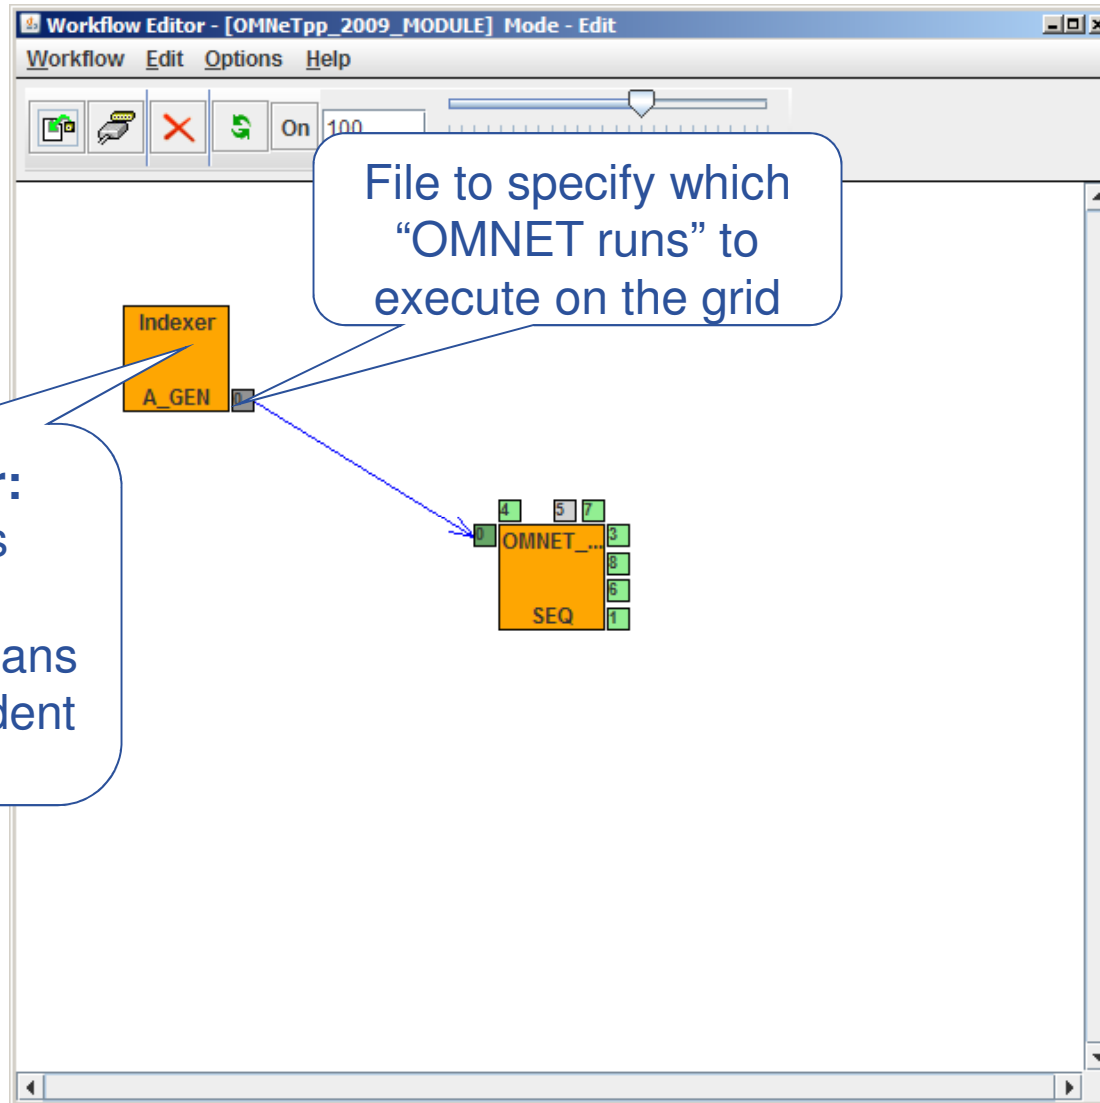 Workflow Editor - [OMNeTpp_2009_MODULE] Mode - Edit
Workflow Edit Options Help
On 100
File to specify which
“OMNET runs” to
execute on the grid
Indexer
A_GEN 0
r:
s
ans
dent
4 5 7
0 OMNET_... 3
8
6
SEQ 1